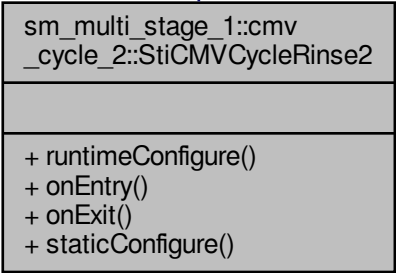 sm_multi_stage_1::cmv
_cycle_2::StiCMVCycleRinse2
+ runtimeConfigure()
+ onEntry()
+ onExit()
+ staticConfigure()